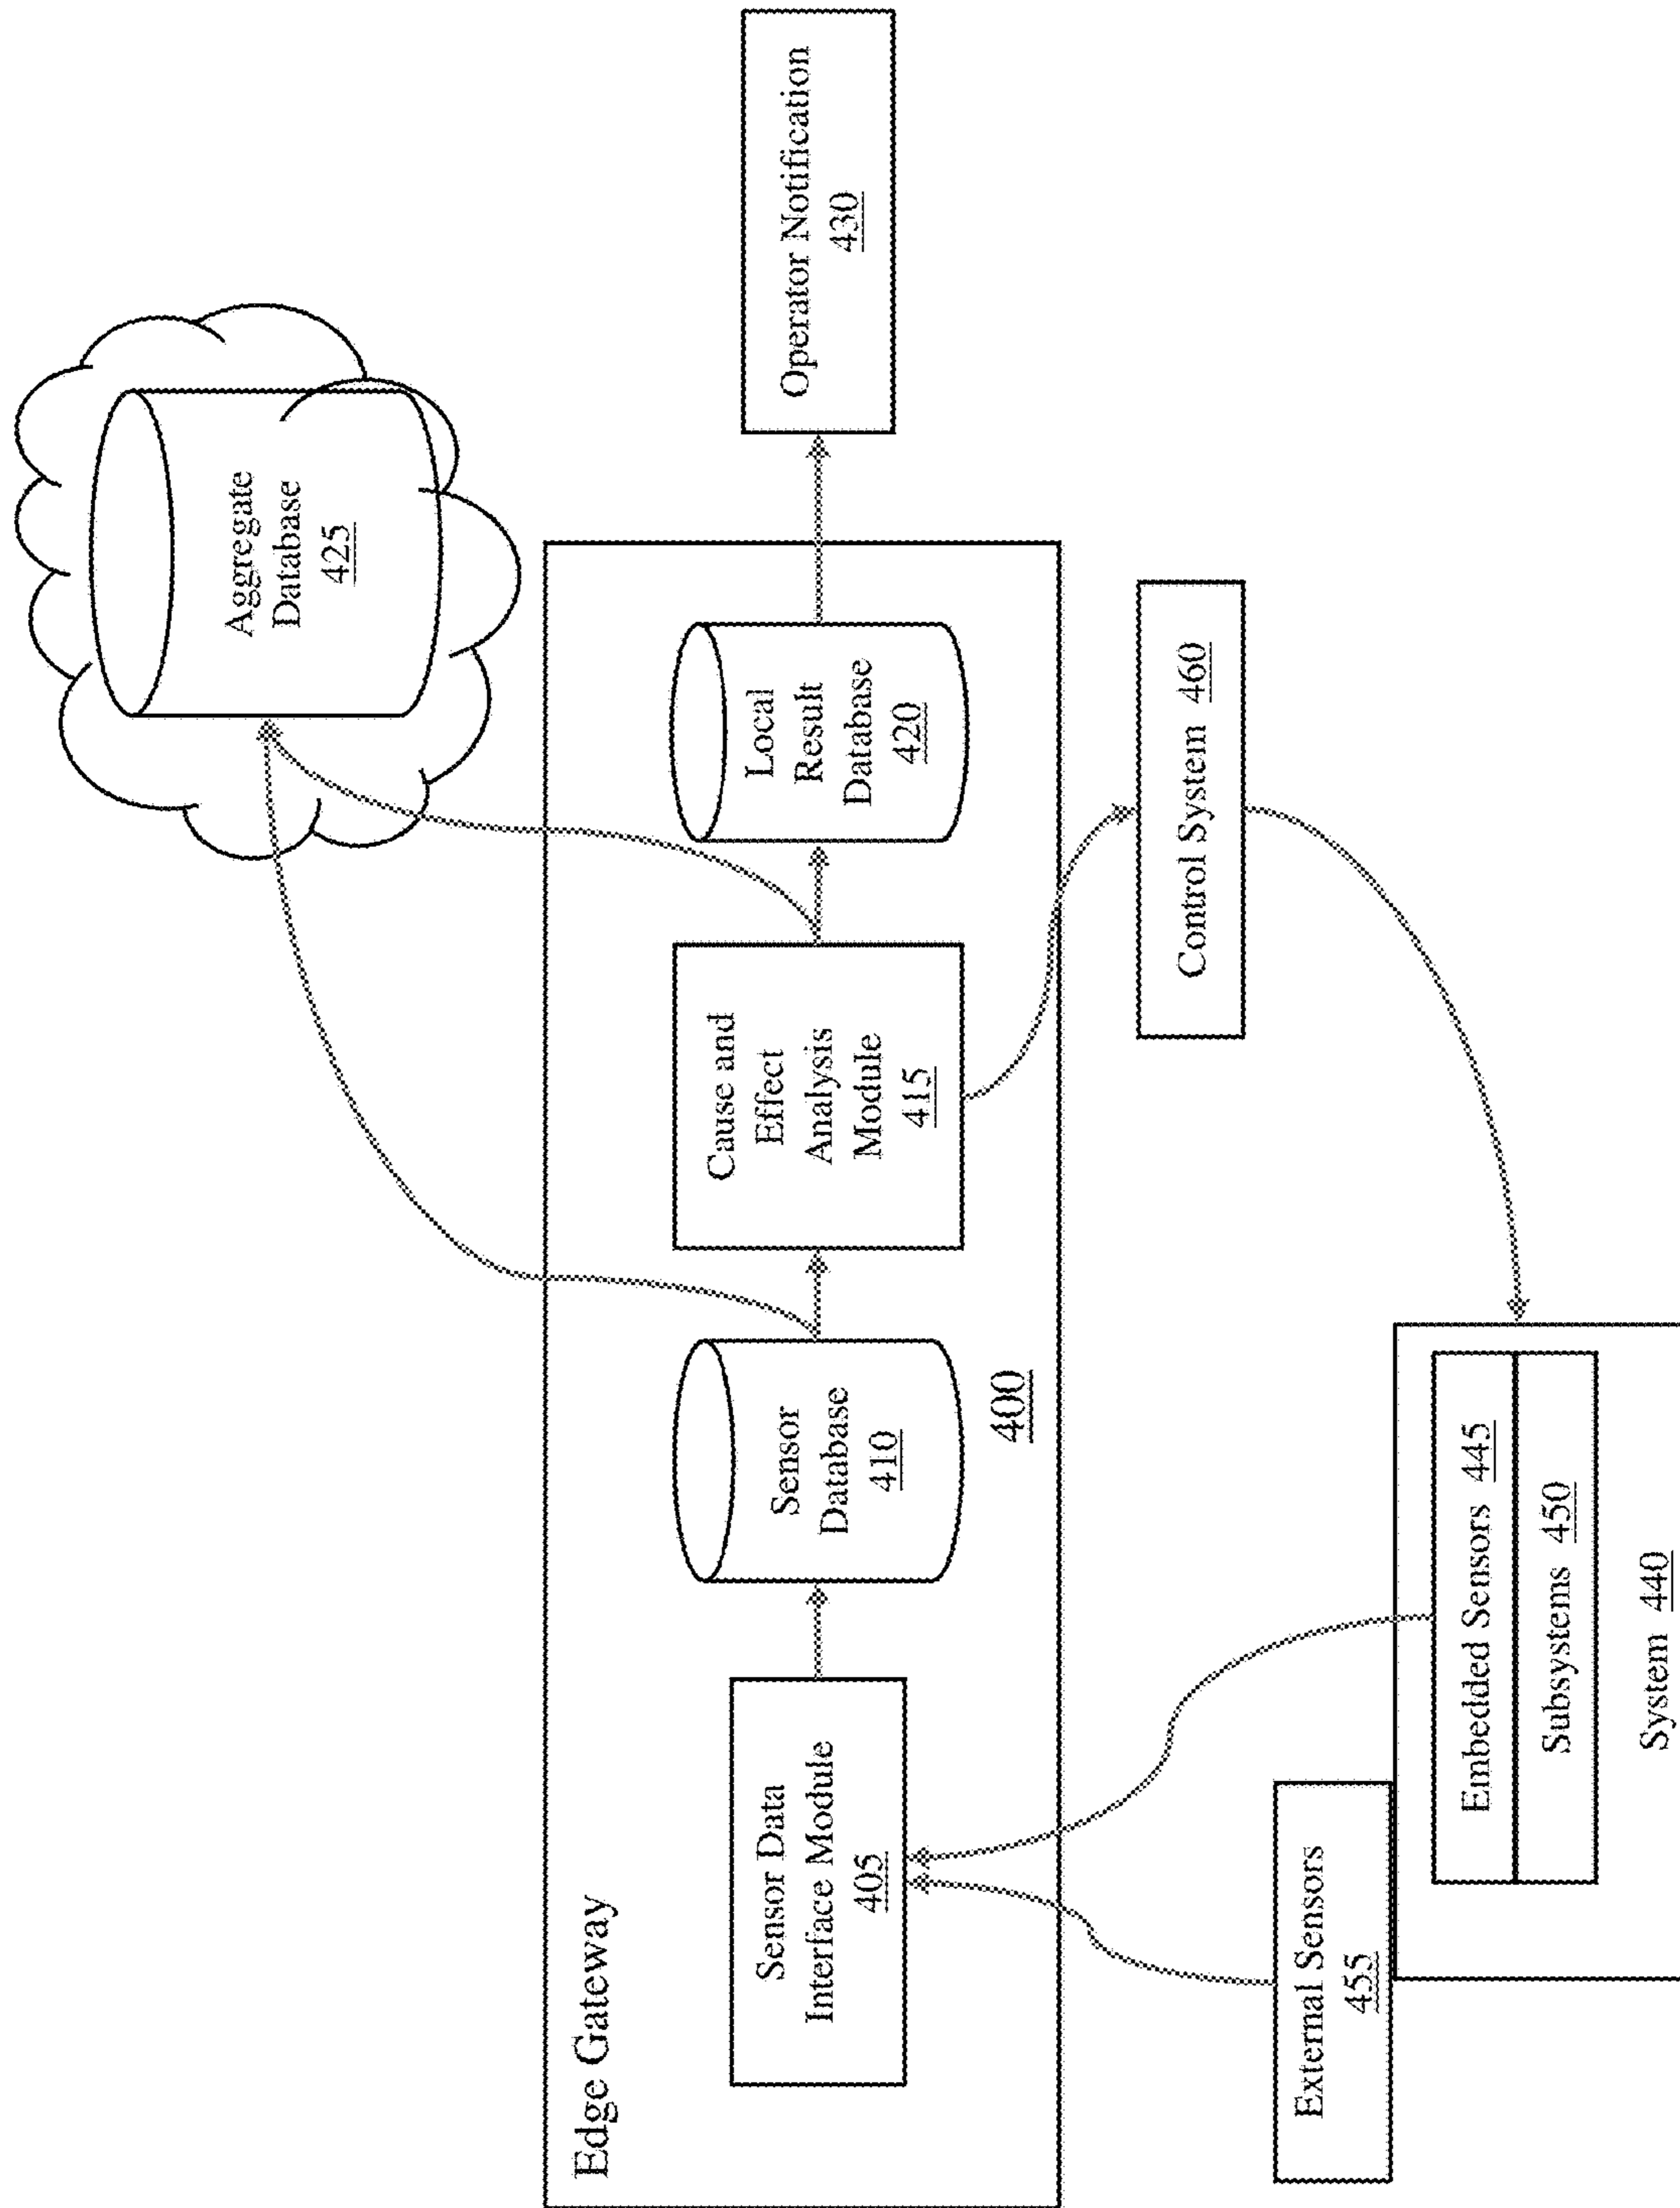 Aggregate
Database
425
Edge Gateway
Sensor Data
Interface Module
405
Sensor
Database
410
Cause and
Effect
Analysis
Module
415
Local
Result
Database
420
Operator Notification
430
400
Control System 460
External Sensors
455
Embedded Sensors 445
Subsystems 450
System 440